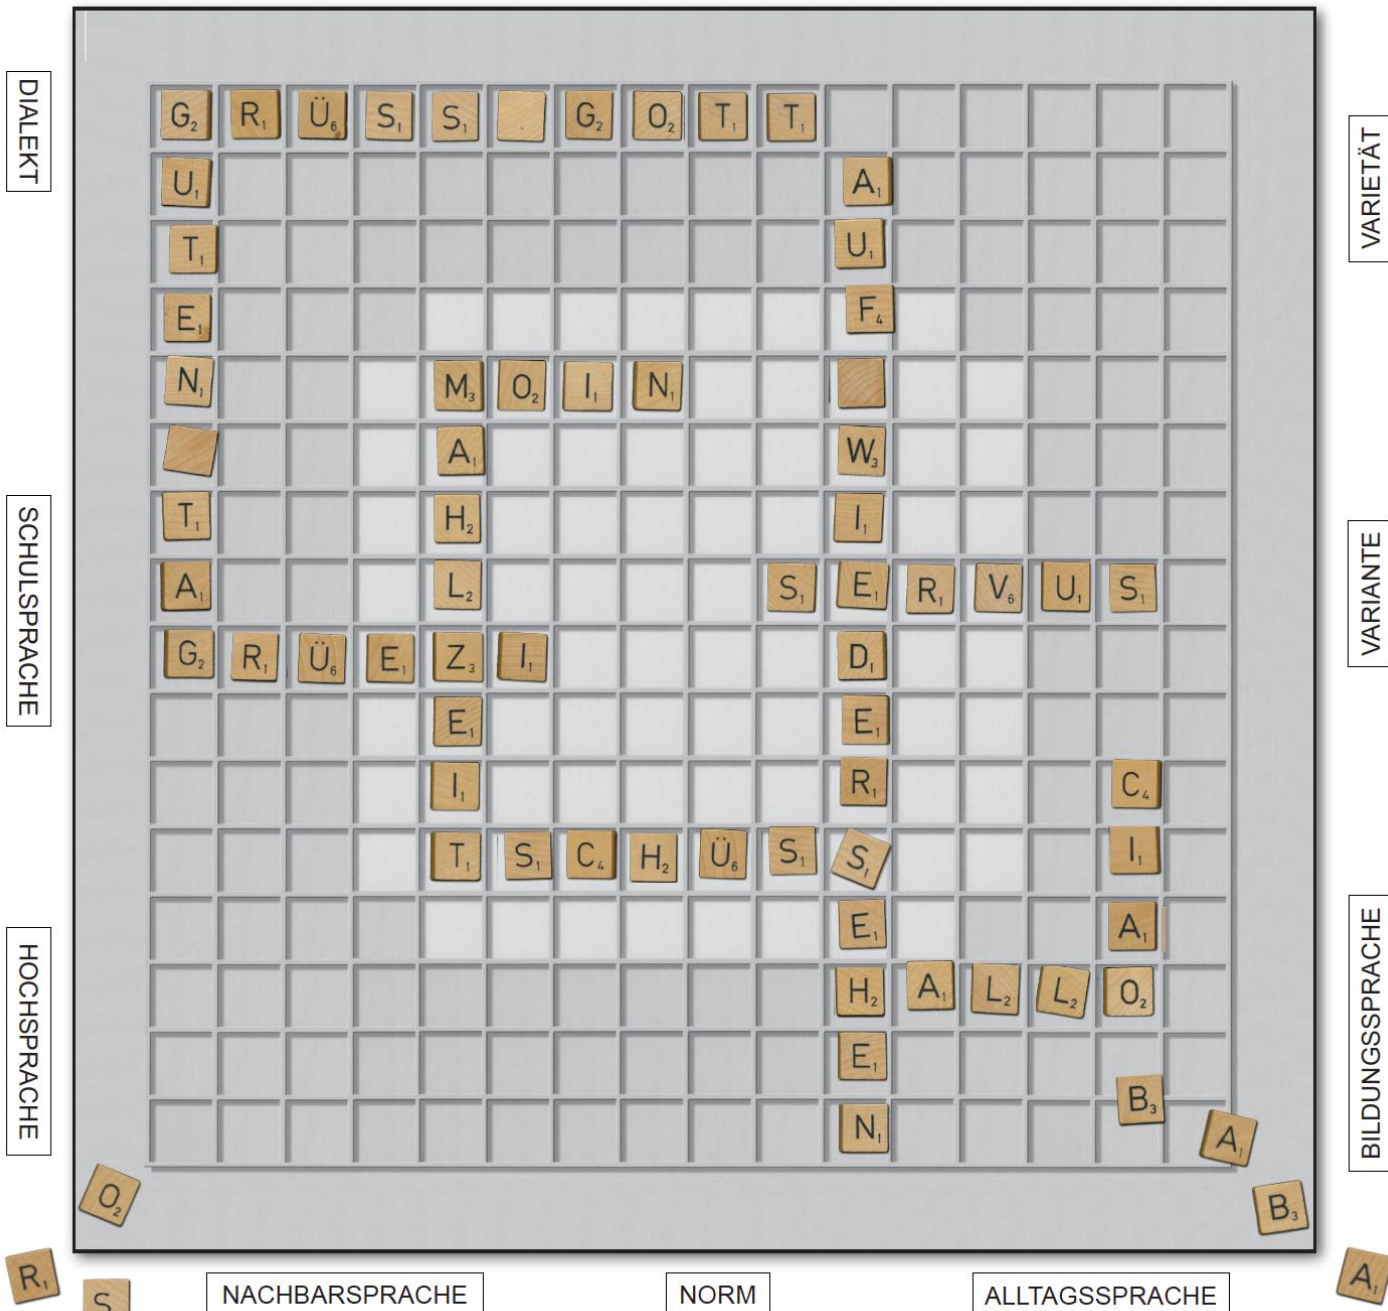 DIALEKT
SCHULSPRACHE
HOCHSPRACHE
VARIETÄT
VARIANTE
BILDUNGSSPRACHE
GRÜSS GOTT
GUTEN TAG
AUF WIEDERSEHEN
MOIN
MAHLZEIT
SERVUS
GRÜEZI
TSCHÜSS
CIAO
HALLO
B
A
O
B
R
S
A
NACHBARSPRACHE
NORM
ALLTAGSSPRACHE